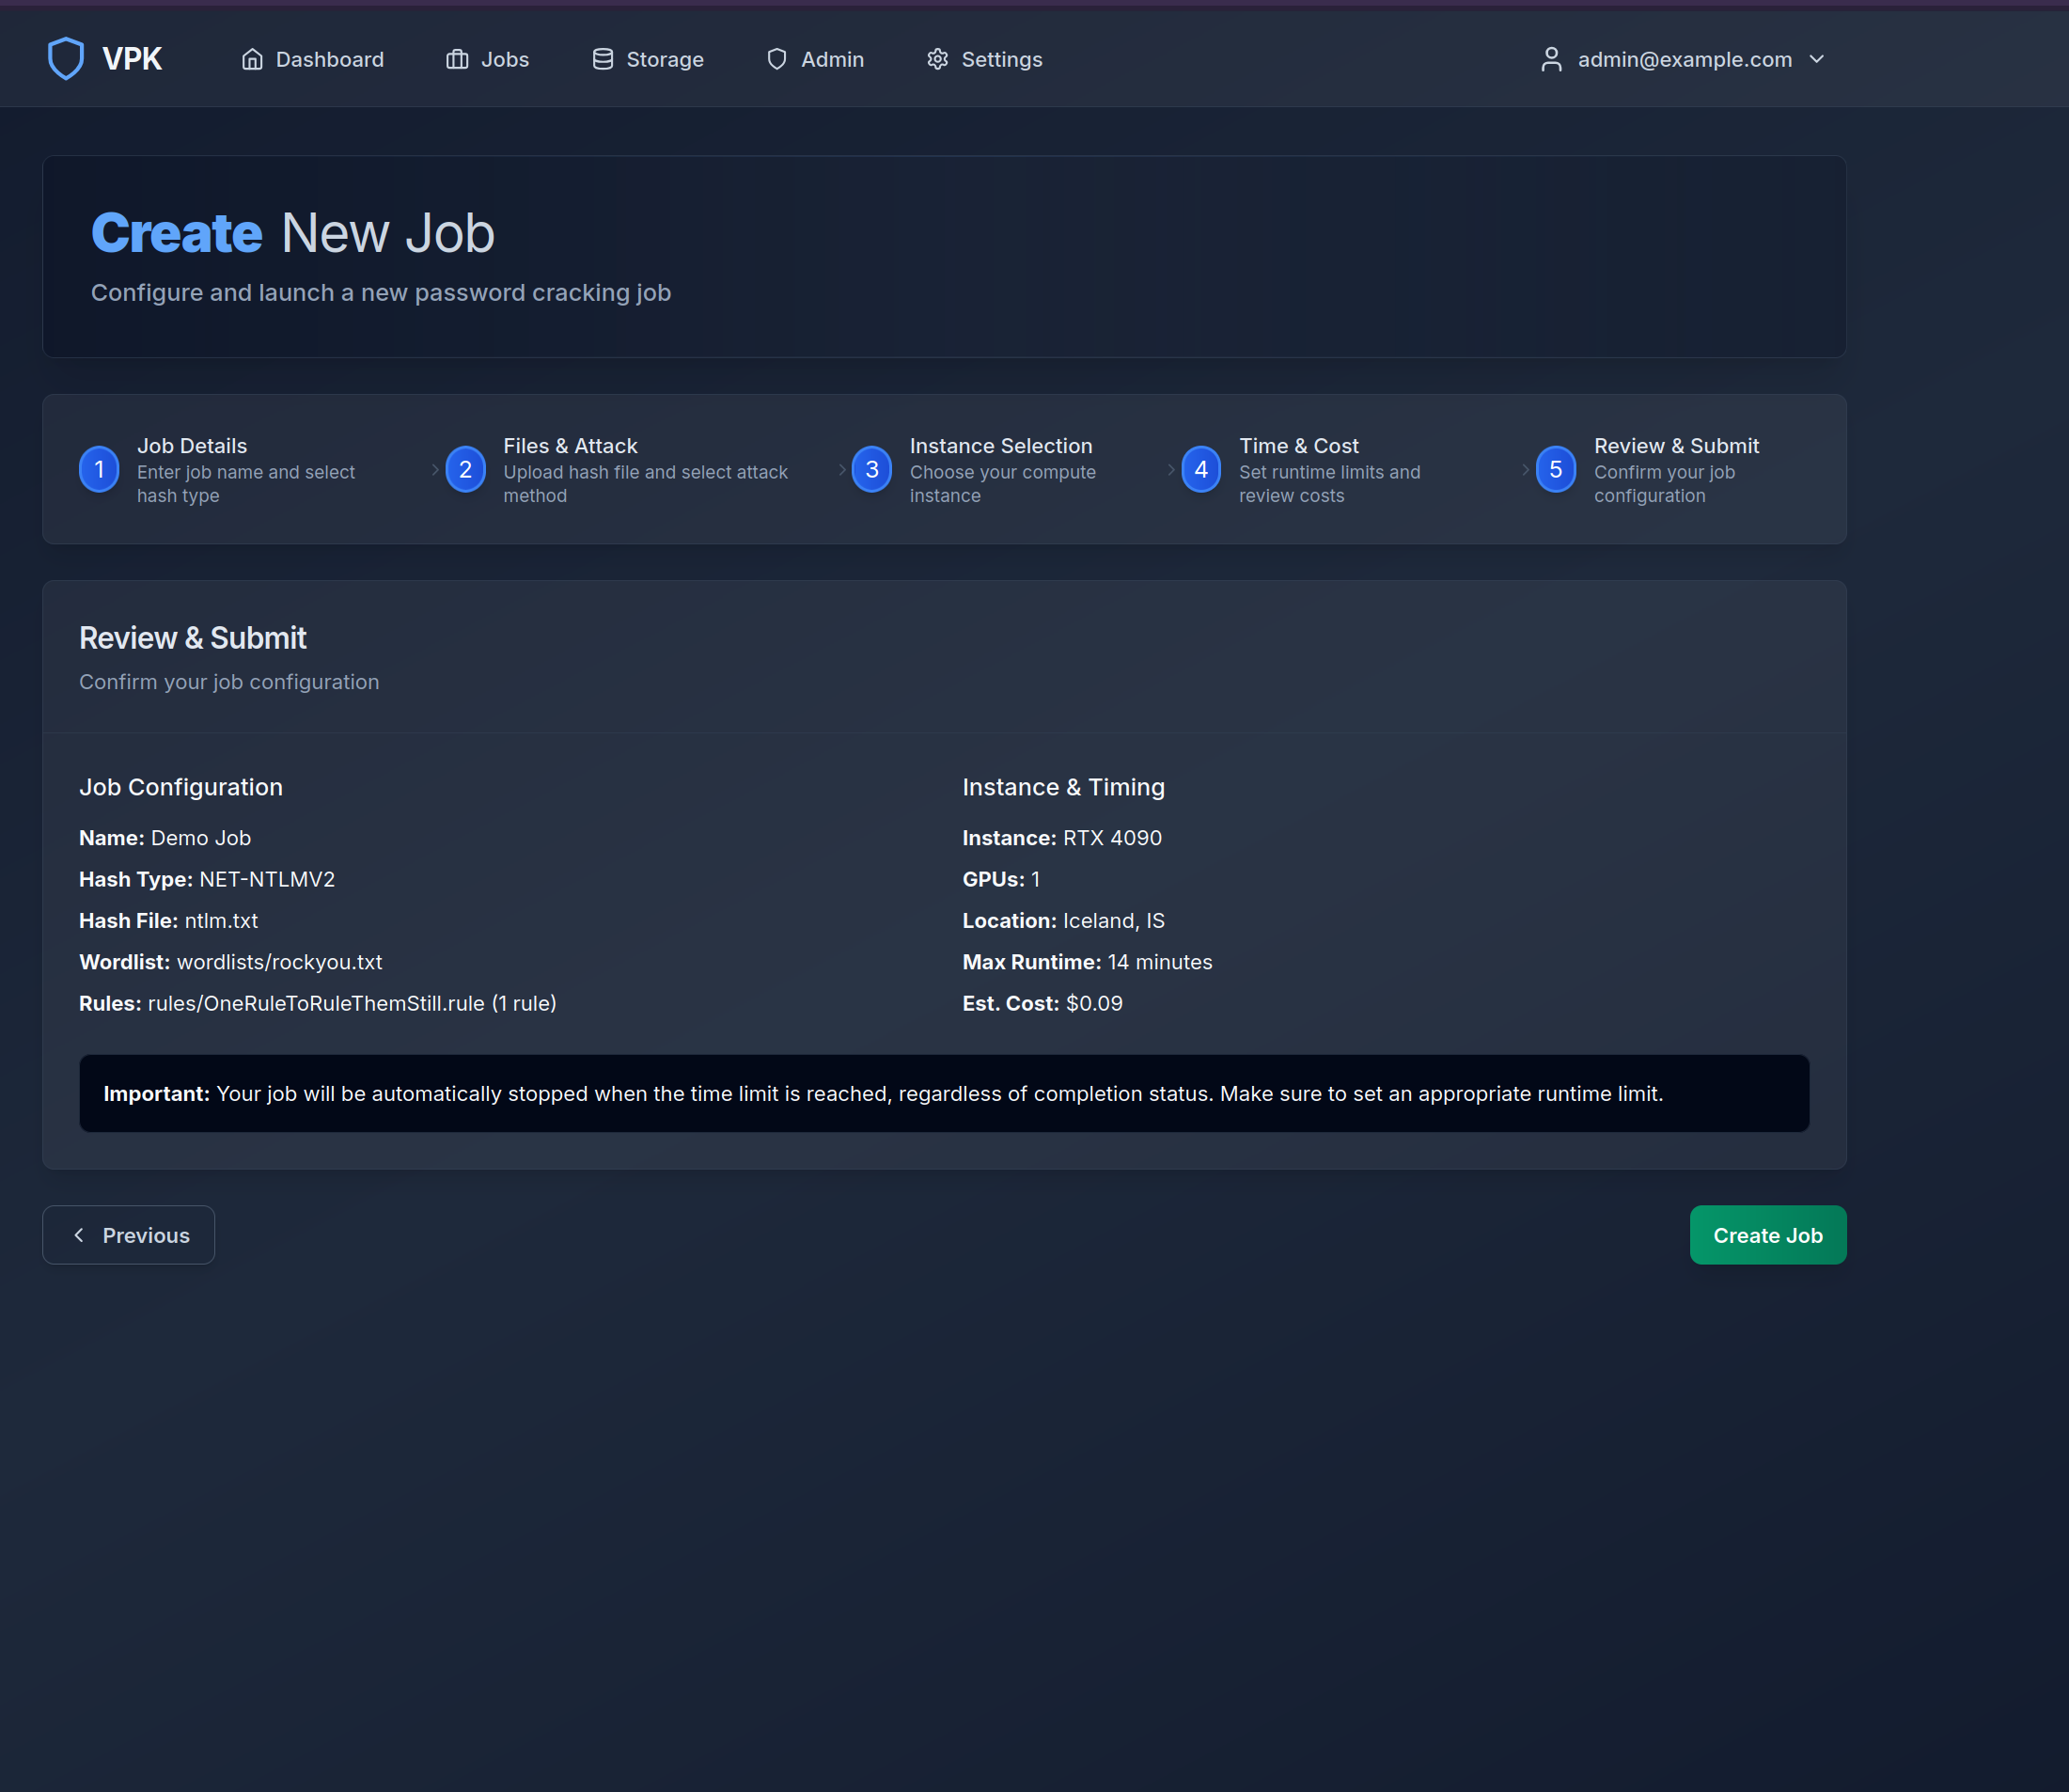 VPK
Dashboard
Jobs
Storage
Admin
Settings
admin@example.com
Create New Job
Configure and launch a new password cracking job
1
Job Details
Enter job name and select
hash type
2
Files & Attack
Upload hash file and select attack
method
3
Instance Selection
Choose your compute
instance
4
Time & Cost
Set runtime limits and
review costs
5
Review & Submit
Confirm your job
configuration
Review & Submit
Confirm your job configuration
Job Configuration
Name: Demo Job
Hash Type: NET-NTLMV2
Hash File: ntlm.txt
Wordlist: wordlists/rockyou.txt
Rules: rules/OneRuleToRuleThemStill.rule (1 rule)
Instance & Timing
Instance: RTX 4090
GPUs: 1
Location: Iceland, IS
Max Runtime: 14 minutes
Est. Cost: $0.09
Important: Your job will be automatically stopped when the time limit is reached, regardless of completion status. Make sure to set an appropriate runtime limit.
Previous
Create Job